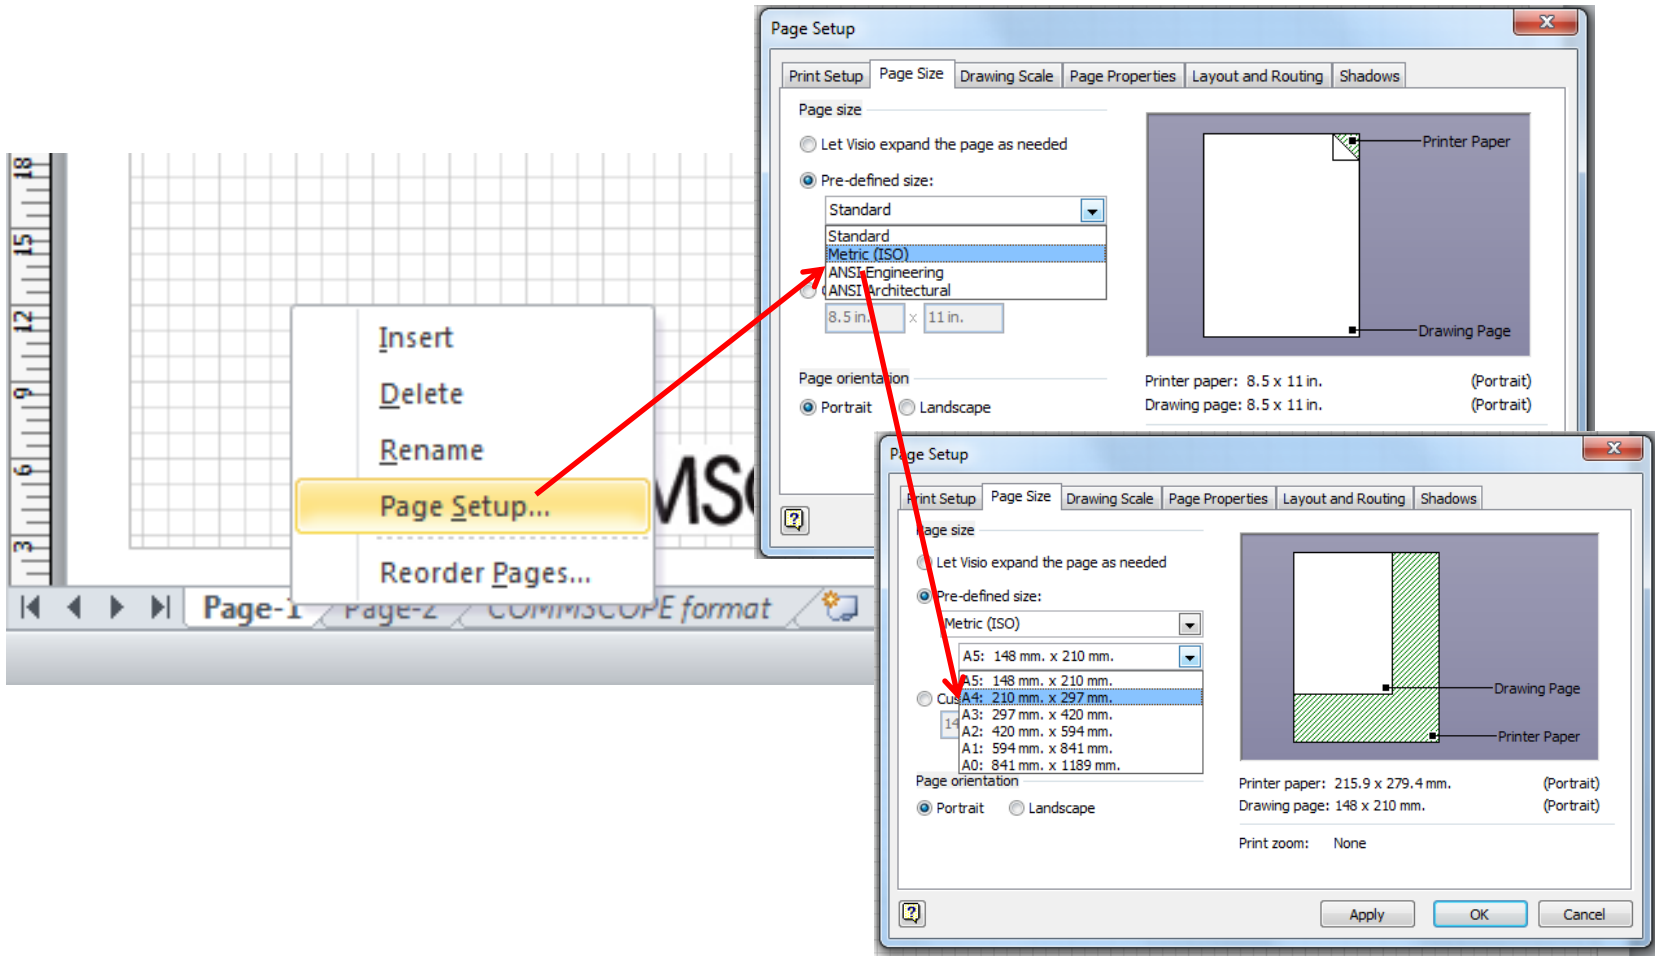 18
15
12
9
6
3
Insert
Delete
Rename
Page Setup...
Reorder Pages...
MS
Page-1
Page-2
COMMSCOPE format
Page Setup
Print Setup Page Size Drawing Scale Page Properties Layout and Routing Shadows
Page size
Let Visio expand the page as needed
Pre-defined size:
Standard
Standard
Metric (ISO)
ANSI Engineering
ANSI Architectural
8.5 in. x 11 in.
Page orientation
Portrait Landscape
Printer Paper
Drawing Page
Printer paper: 8.5 x 11 in. (Portrait)
Drawing page: 8.5 x 11 in. (Portrait)
Page Setup
Print Setup Page Size Drawing Scale Page Properties Layout and Routing Shadows
Page size
Let Visio expand the page as needed
Pre-defined size:
Metric (ISO)
A5: 148 mm. x 210 mm.
A5: 148 mm. x 210 mm.
A4: 210 mm. x 297 mm.
Cus
A3: 297 mm. x 420 mm.
14
A2: 420 mm. x 594 mm.
A1: 594 mm. x 841 mm.
A0: 841 mm. x 1189 mm.
Page orientation
Portrait Landscape
Drawing Page
Printer Paper
Printer paper: 215.9 x 279.4 mm. (Portrait)
Drawing page: 148 x 210 mm. (Portrait)
Print zoom: None
Apply OK Cancel